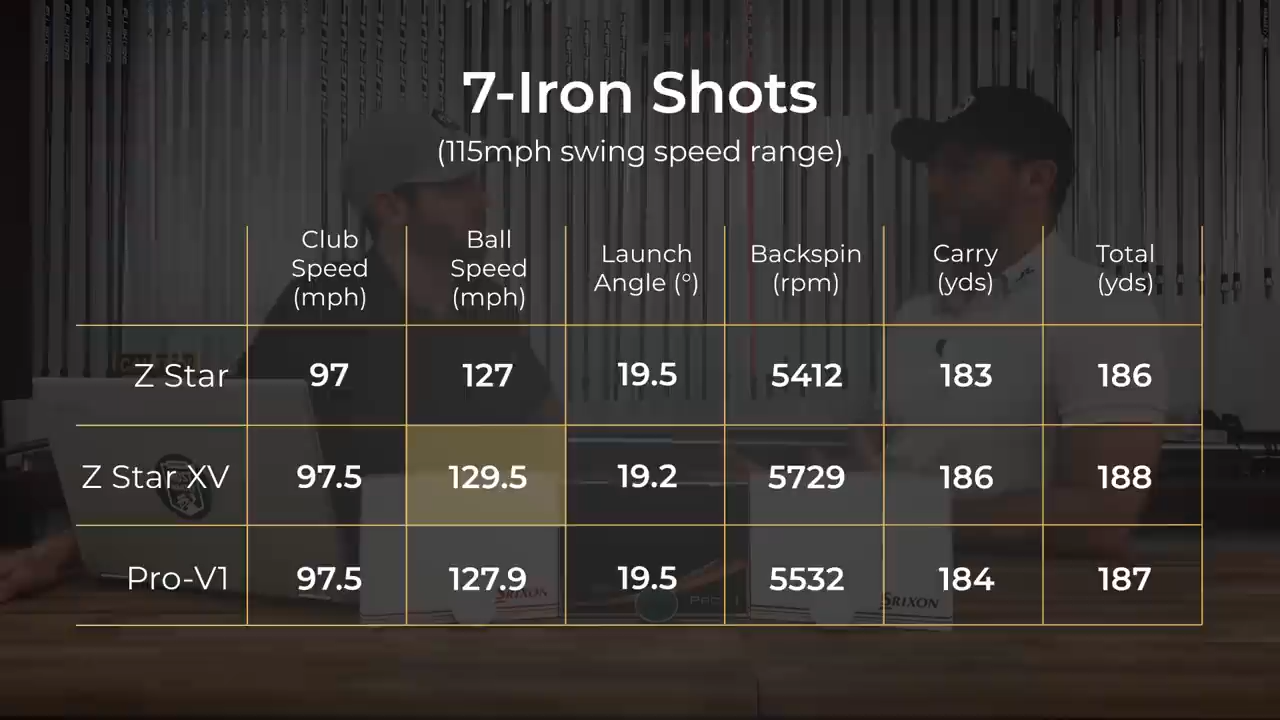 7-Iron Shots
(115mph swing speed range)
Club Speed (mph) Ball Speed (mph) Launch Angle (°) Backspin (rpm) Carry (yds) Total (yds)
Z Star 97 127 19.5 5412 183 186
Z Star XV 97.5 129.5 19.2 5729 186 188
Pro-V1 97.5 127.9 19.5 5532 184 187
SRIXON
SRIXON